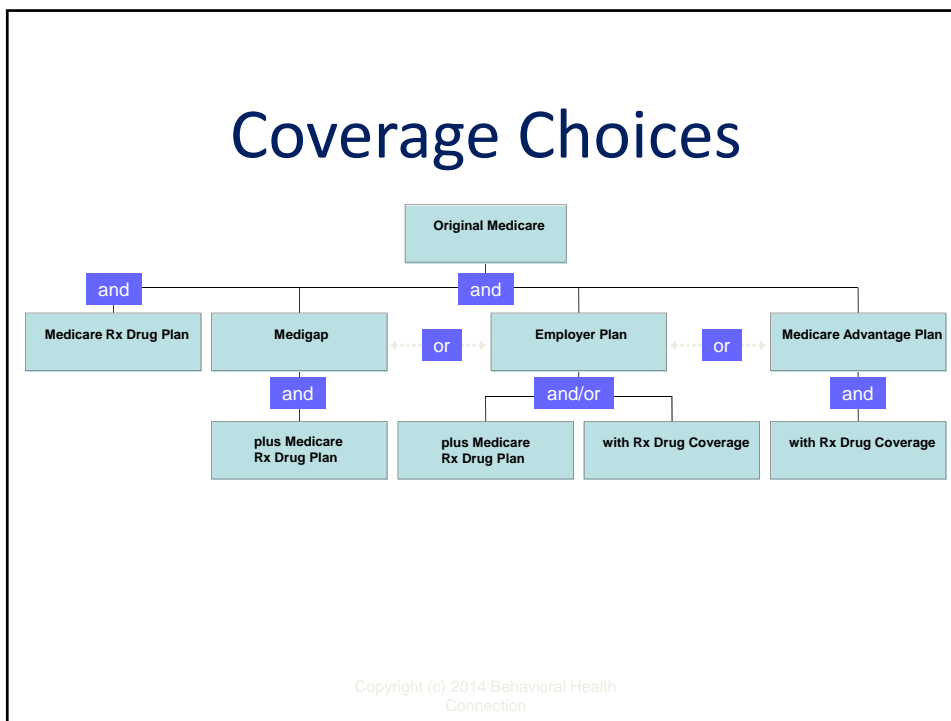 Coverage Choices
Original Medicare
and
and
Medicare Rx Drug Plan
Medigap
or
Employer Plan
or
Medicare Advantage Plan
and
and/or
and
plus Medicare
Rx Drug Plan
plus Medicare
Rx Drug Plan
with Rx Drug Coverage
with Rx Drug Coverage
Copyright (c) 2014 Behavioral Health
Connection